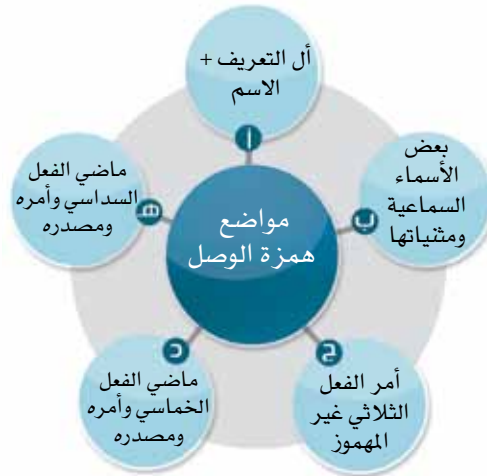 مواضع
همزة الوصل
أ
أل التعريف +
الاسم
ب
بعض
الأسماء
السماعية
ومثنياتها
ج
أمر الفعل
الثلاثي غير
المهموز
د
ماضي الفعل
الخماسي وأمره
ومصدره
هـ
ماضي الفعل
السداسي وأمره
ومصدره